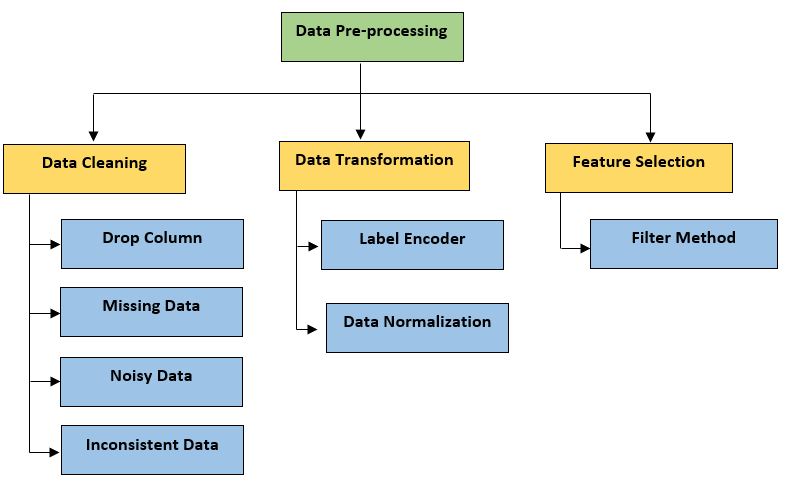 Data Pre-processing
Data Cleaning
Data Transformation
Feature Selection
Drop Column
Label Encoder
Filter Method
Missing Data
Data Normalization
Noisy Data
Inconsistent Data